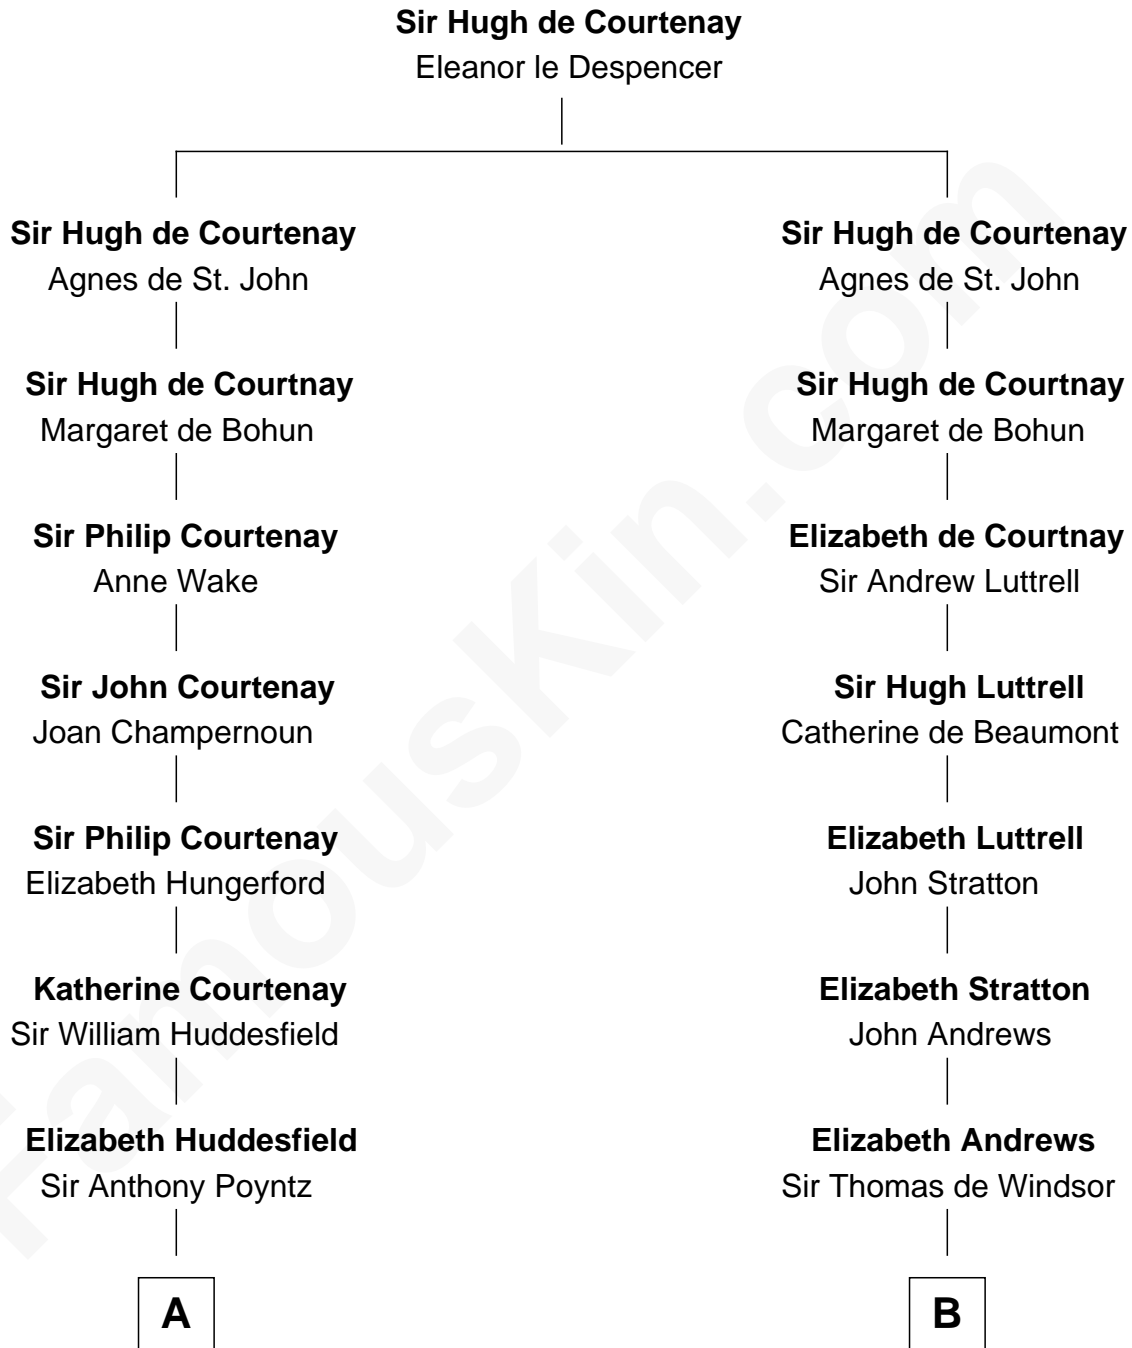 Sir Hugh de Courtenay
Eleanor le Despencer
Sir Hugh de Courtenay
Agnes de St. John
Sir Hugh de Courtenay
Agnes de St. John
Sir Hugh de Courtnay
Margaret de Bohun
Sir Hugh de Courtnay
Margaret de Bohun
Sir Philip Courtenay
Anne Wake
Elizabeth de Courtnay
Sir Andrew Luttrell
Sir John Courtenay
Joan Champernoun
Sir Hugh Luttrell
Catherine de Beaumont
Sir Philip Courtenay
Elizabeth Hungerford
Elizabeth Luttrell
John Stratton
Katherine Courtenay
Sir William Huddesfield
Elizabeth Stratton
John Andrews
Elizabeth Huddesfield
Sir Anthony Poyntz
Elizabeth Andrews
Sir Thomas de Windsor
A
B
FamousKin.com